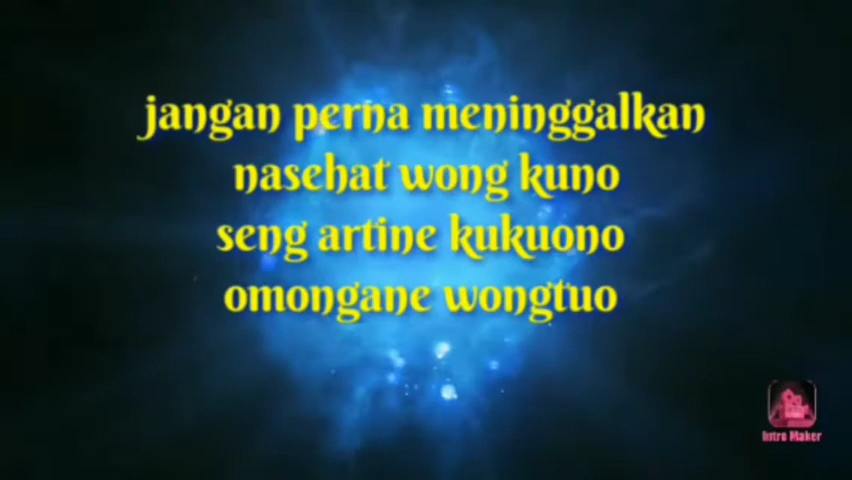 jangan perna meninggalkan
nasehat wong kuno
seng artine kukuono
omongane wongtuo
Intro Maker